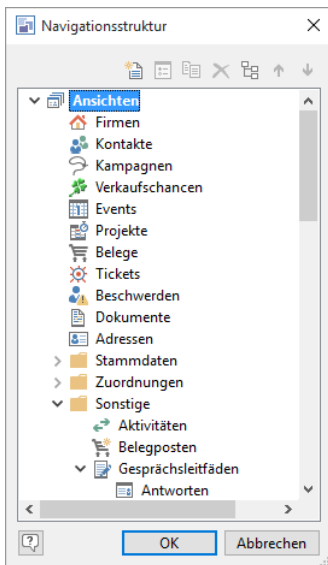 Navigationsstruktur
Ansichten
Firmen
Kontakte
Kampagnen
Verkaufschancen
Events
Projekte
Belege
Tickets
Beschwerden
Dokumente
Adressen
Stammdaten
Zuordnungen
Sonstige
Aktivitäten
Belegposten
Gesprächsleitfäden
Antworten
OK Abbrechen